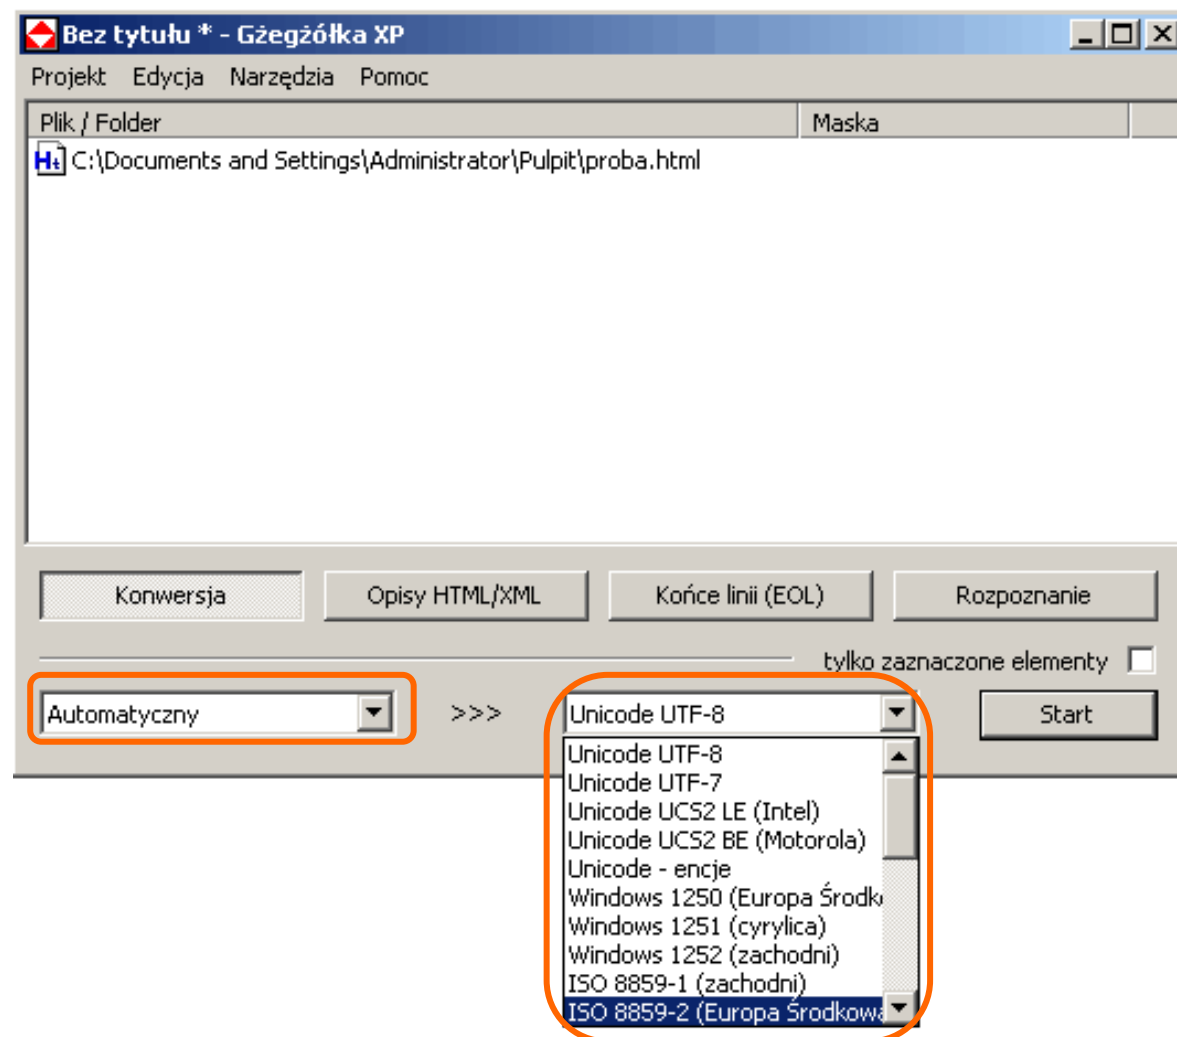 Bez tytułu * - Gżegżółka XP
Projekt Edycja Narzędzia Pomoc
Plik / Folder Maska
C:\Documents and Settings\Administrator\Pulpit\proba.html
Konwersja Opisy HTML/XML Końce linii (EOL) Rozpoznanie
tylko zaznaczone elementy
Automatyczny >>> Unicode UTF-8 Start
Unicode UTF-8
Unicode UTF-7
Unicode UCS2 LE (Intel)
Unicode UCS2 BE (Motorola)
Unicode - encje
Windows 1250 (Europa Środk
Windows 1251 (cyrylica)
Windows 1252 (zachodni)
ISO 8859-1 (zachodni)
ISO 8859-2 (Europa Środkowa